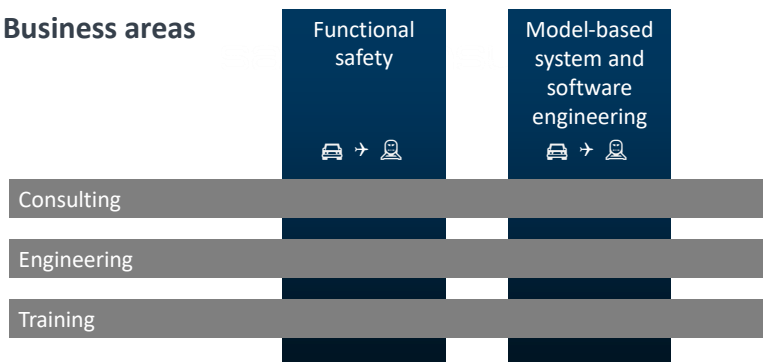 Business areas
Functional
safety
Model-based
system and
software
engineering
Consulting
Engineering
Training